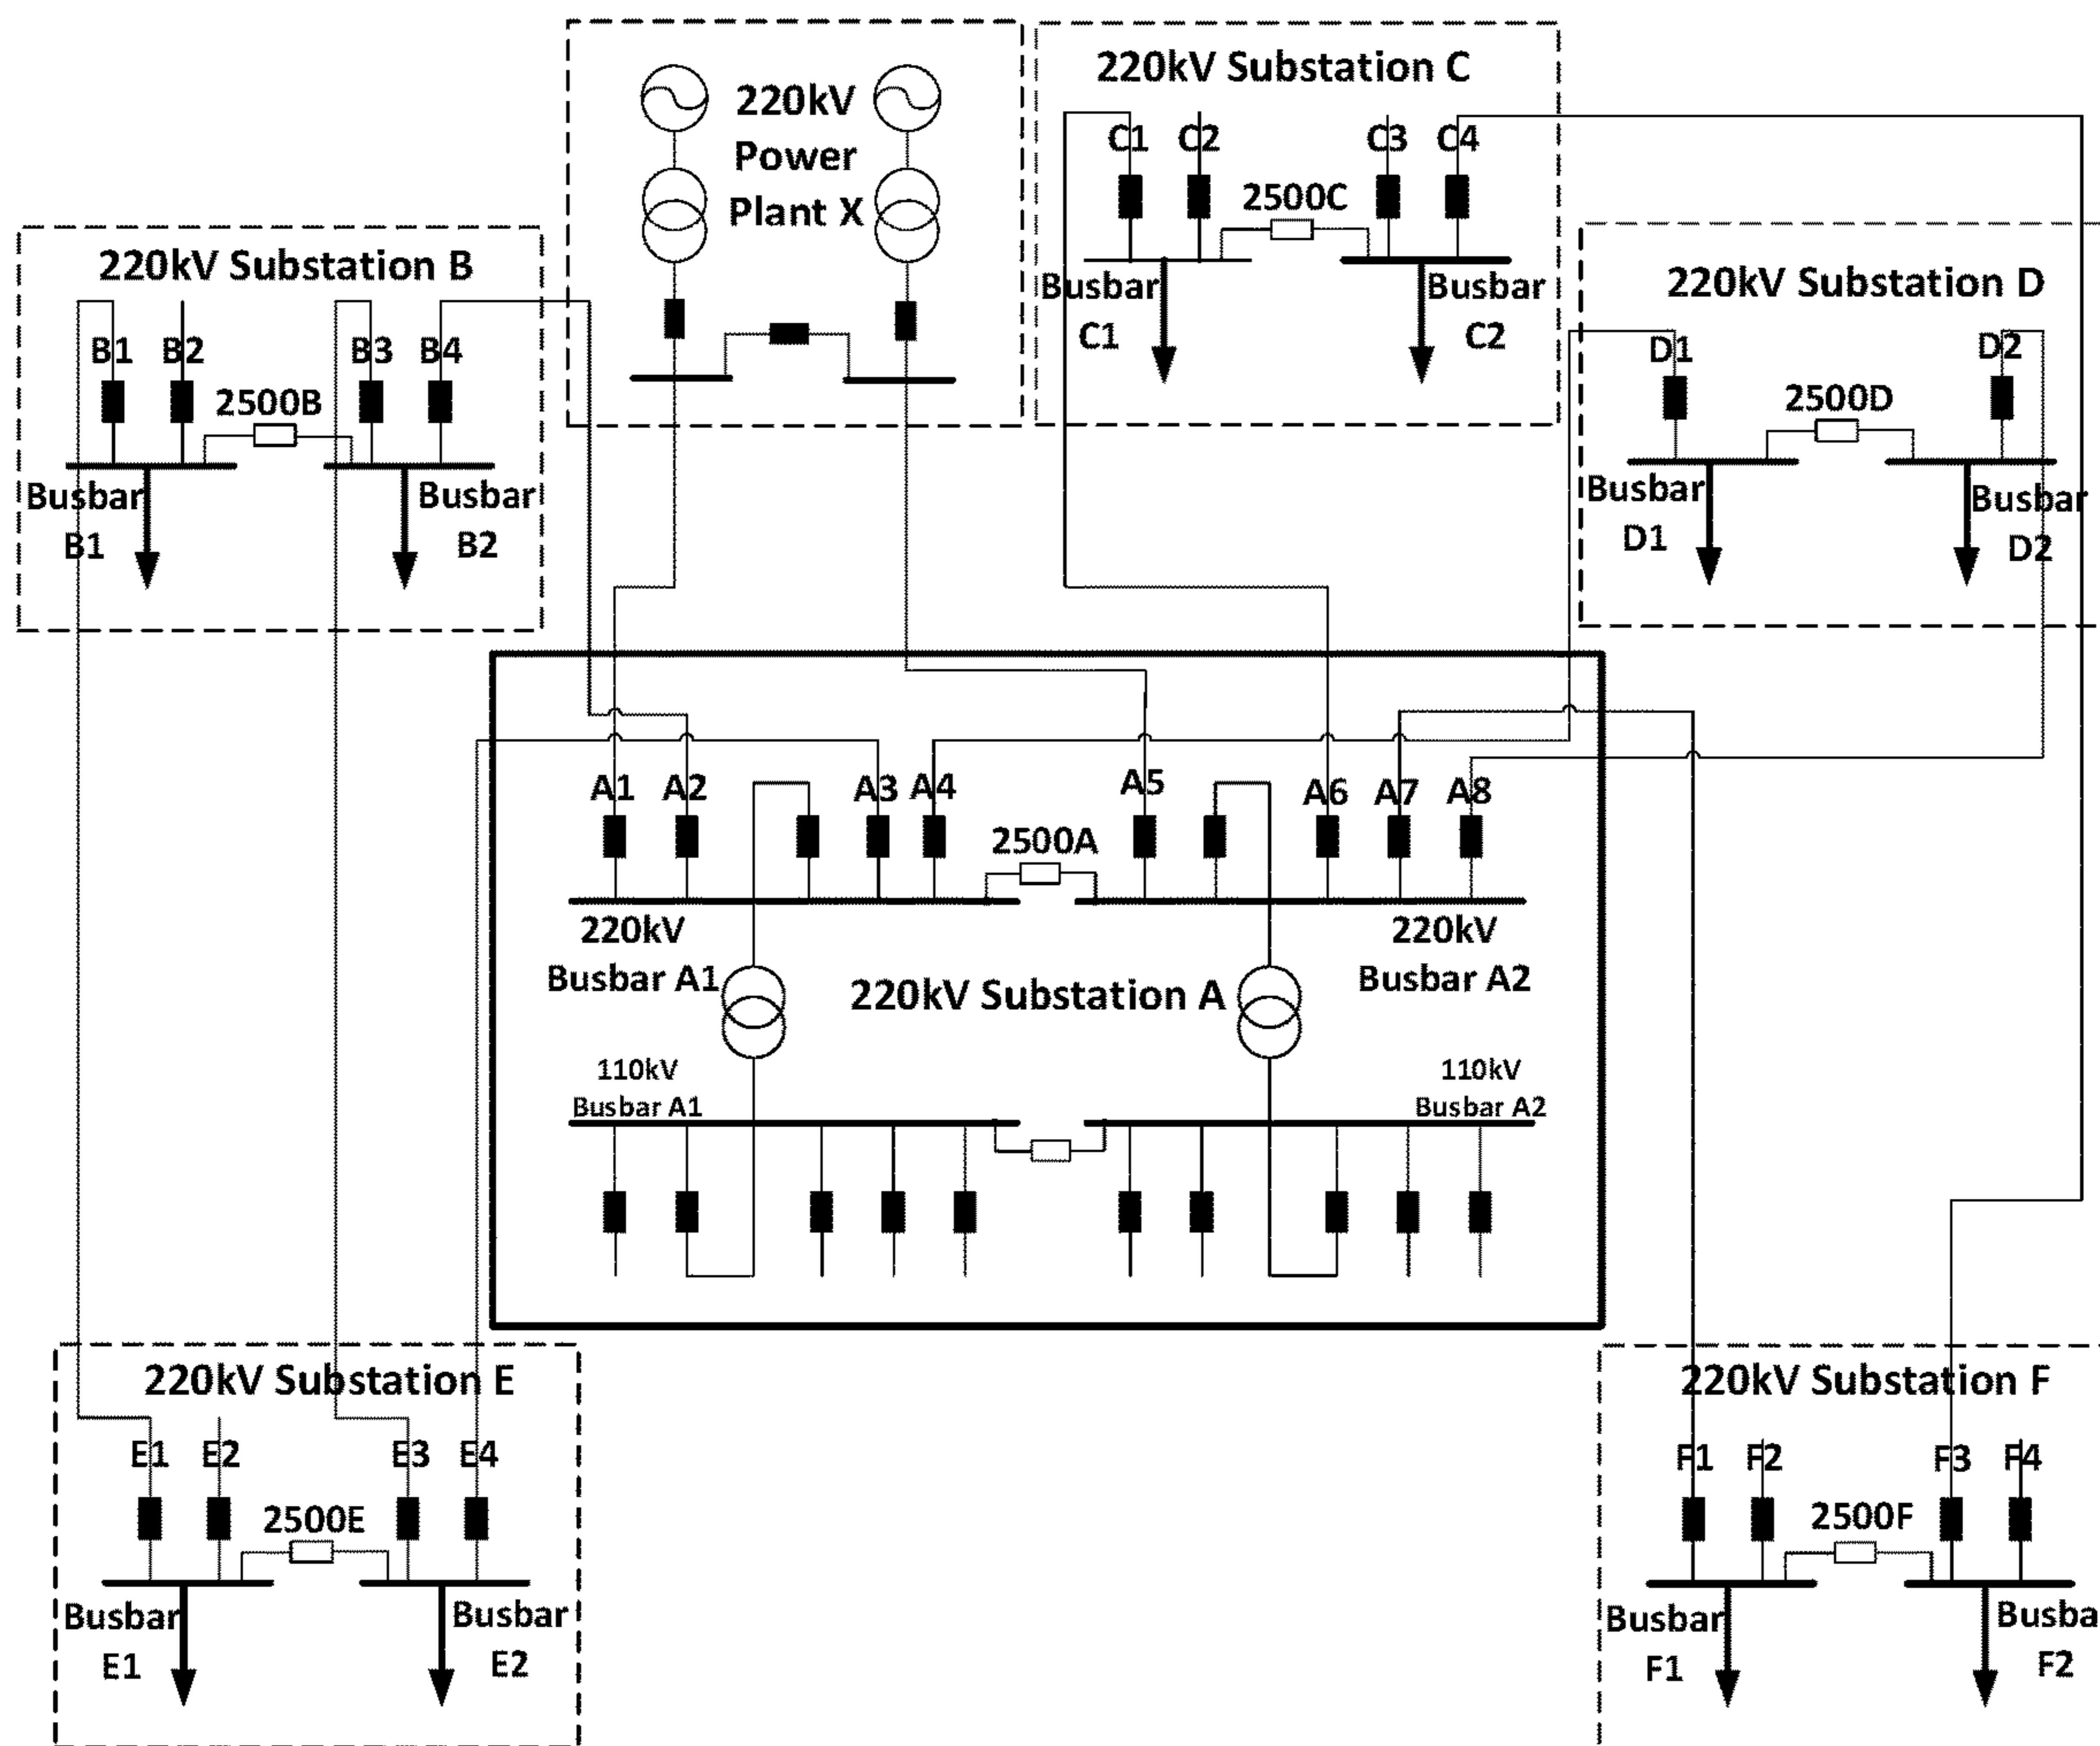 220kV
Power
Plant X
220kV Substation C
C1
C2
C3
C4
2500C
Busbar
C1
Busbar
C2
220kV Substation B
B1
B2
B3
B4
2500B
Busbar
B1
Busbar
B2
220kV Substation D
D1
D2
2500D
Busbar
D1
Busbar
D2
A1
A2
A3
A4
A5
A6
A7
A8
2500A
220kV
Busbar A1
220kV
Busbar A2
220kV Substation A
110kV
Busbar A1
110kV
Busbar A2
220kV Substation E
E1
E2
E3
E4
2500E
Busbar
E1
Busbar
E2
220kV Substation F
F1
F2
F3
F4
2500F
Busbar
F1
Busba
F2